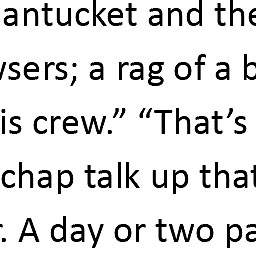 antucket and the
wsers; a rag of a b
is crew.” “That’s
chap talk up that
r. A day or two pa